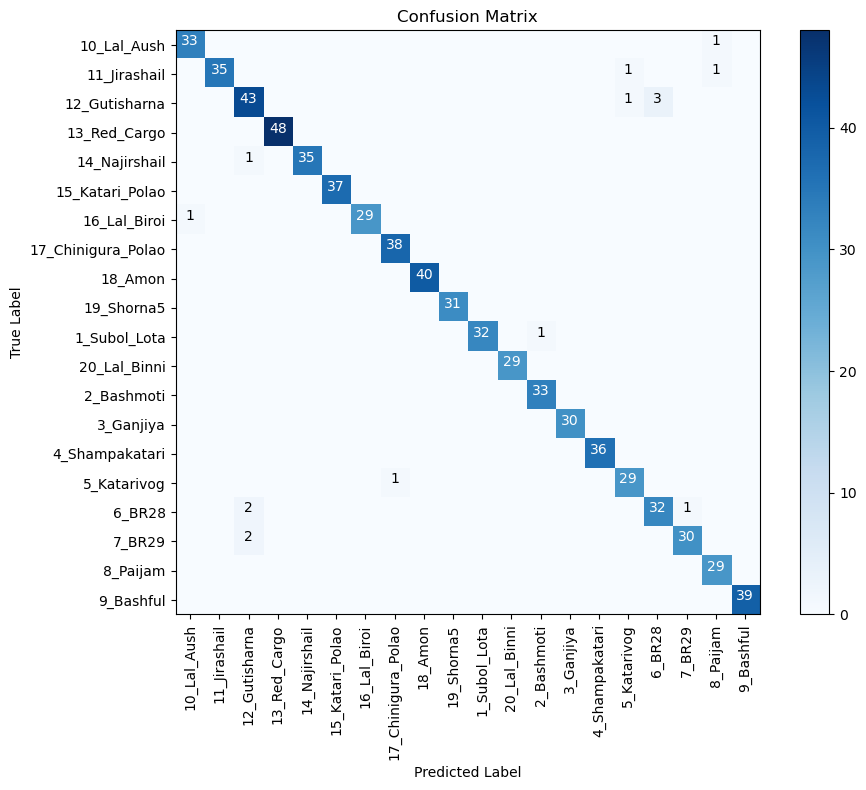 Confusion Matrix
True Label
10_Lal_Aush 33 1
11_Jirashail 35 1 1
12_Gutisharna 43 1 3
13_Red_Cargo 48
14_Najirshail 1 35
15_Katari_Polao 37
16_Lal_Biroi 1 29
17_Chinigura_Polao 38
18_Amon 40
19_Shorna5 31
1_Subol_Lota 32 1
20_Lal_Binni 29
2_Bashmoti 33
3_Ganjiya 30
4_Shampakatari 36
5_Katarivog 1 29
6_BR28 2 32 1
7_BR29 2 30
8_Paijam 29
9_Bashful 39
10_Lal_Aush
11_Jirashail
12_Gutisharna
13_Red_Cargo
14_Najirshail
15_Katari_Polao
16_Lal_Biroi
17_Chinigura_Polao
18_Amon
19_Shorna5
1_Subol_Lota
20_Lal_Binni
2_Bashmoti
3_Ganjiya
4_Shampakatari
5_Katarivog
6_BR28
7_BR29
8_Paijam
9_Bashful
Predicted Label
40
30
20
10
0